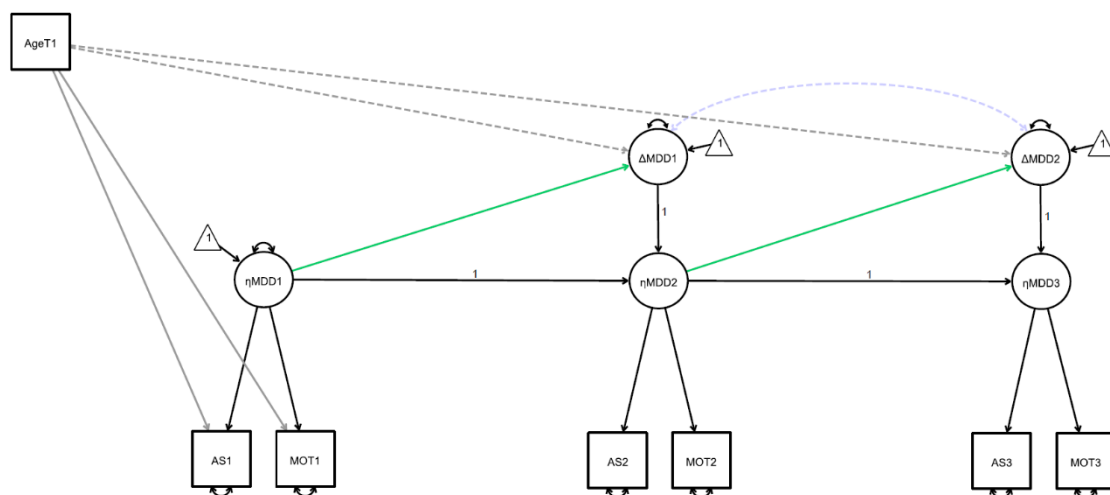 AgeT1
ΔMDD1
1
ΔMDD2
1
1
1
1
ηMDD1
1
ηMDD2
1
ηMDD3
AS1
MOT1
AS2
MOT2
AS3
MOT3